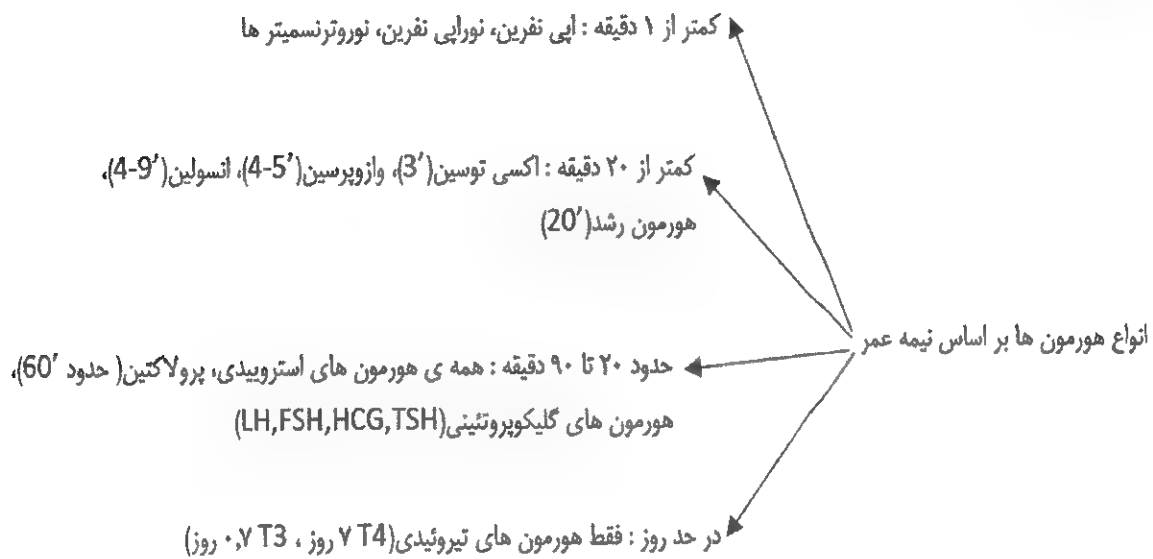 کمتر از ۱ دقیقه : اپی نفرین، نوراپی نفرین، نوروترنسمیتر ها
کمتر از ۲۰ دقیقه : اکسی توسین(3′)، وازوپرسین(4-5′)، انسولین(4-9′)،
هورمون رشد(20′)
انواع هورمون ها بر اساس نیمه عمر
حدود ۲۰ تا ۹۰ دقیقه : همه ی هورمون های استروییدی، پرولاکتین( حدود 60′)،
هورمون های گلیکوپروتئینی(LH,FSH,HCG,TSH)
در حد روز : فقط هورمون های تیروئیدی(T4 ۷ روز ، T3 ۰,۷ روز)